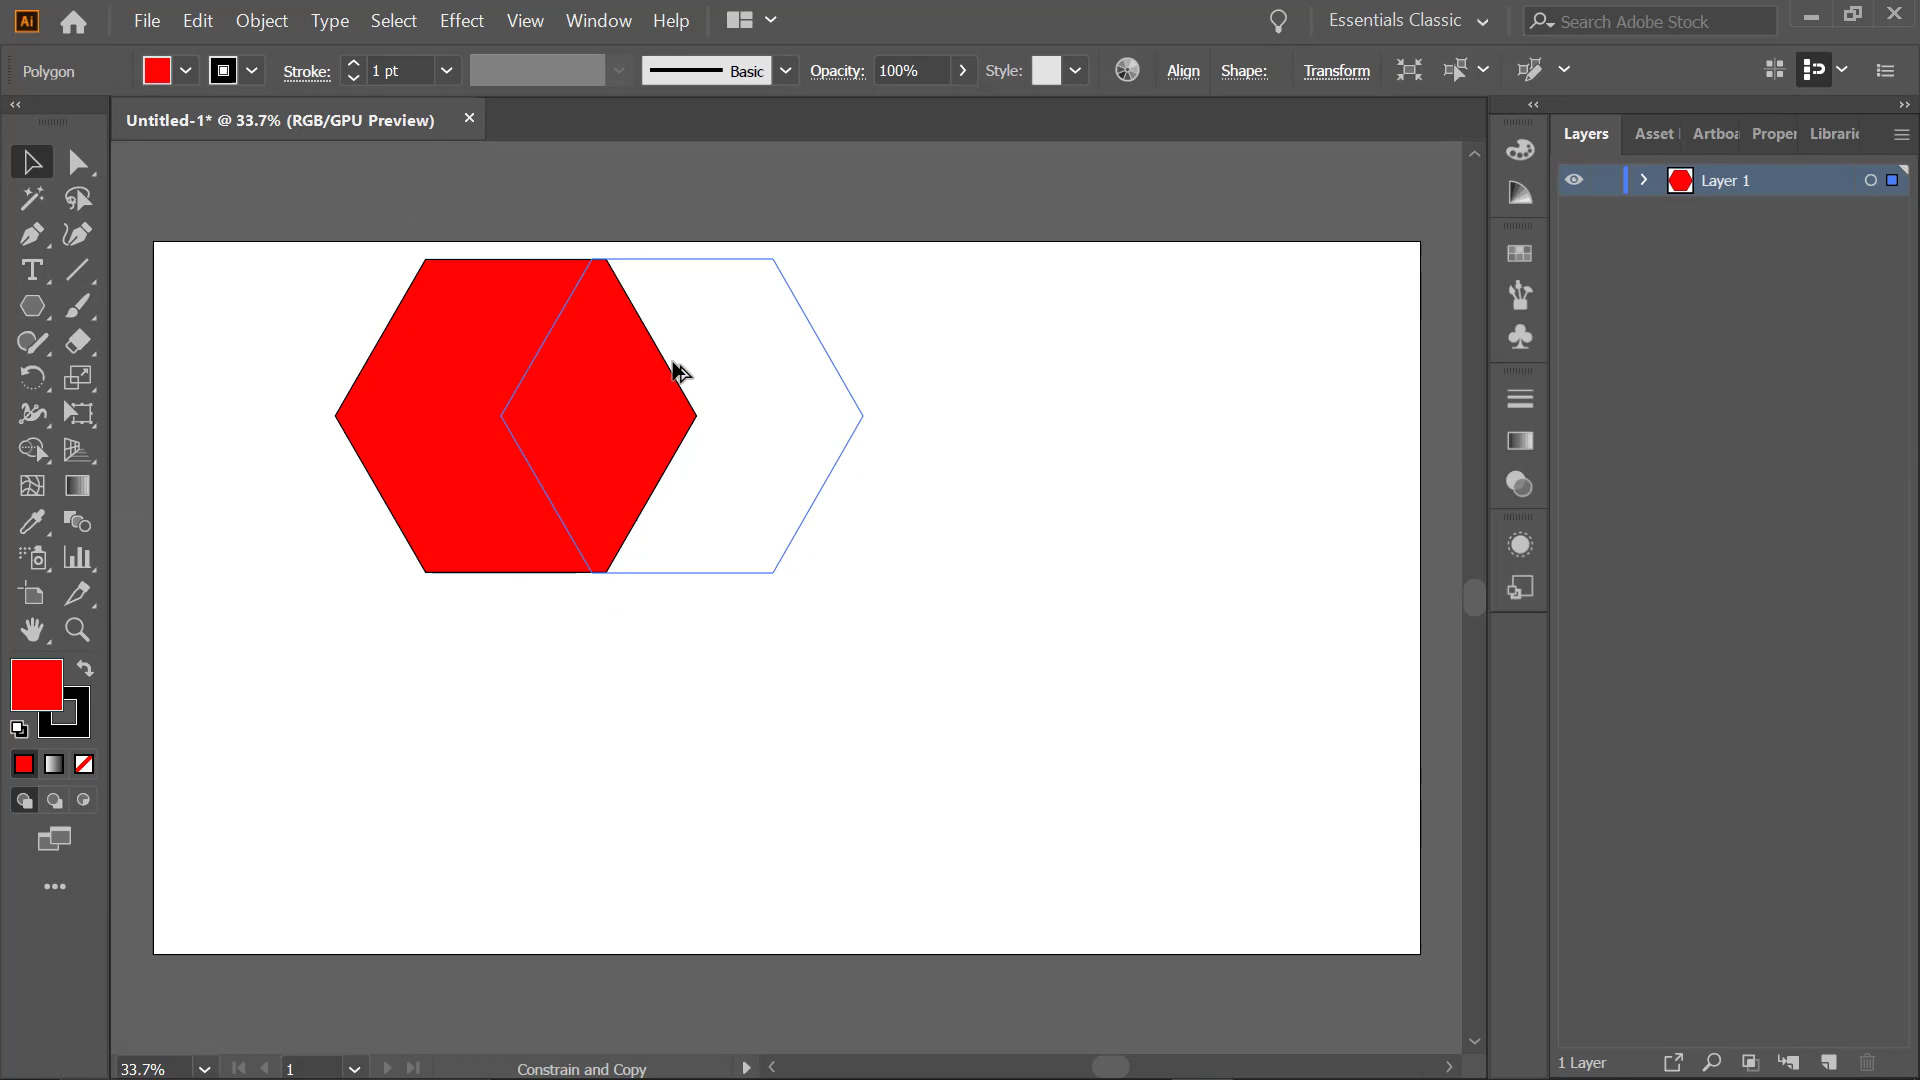 Ai File Edit Object Type Select Effect View Window Help Essentials Classic Search Adobe Stock
Polygon Stroke: 1 pt Basic Opacity: 100% Style: Align Shape: Transform
Untitled-1* @ 33.7% (RGB/GPU Preview)
Layers Asset Artboa Proper Librarie
Layer 1
33.7% 1 Constrain and Copy 1 Layer